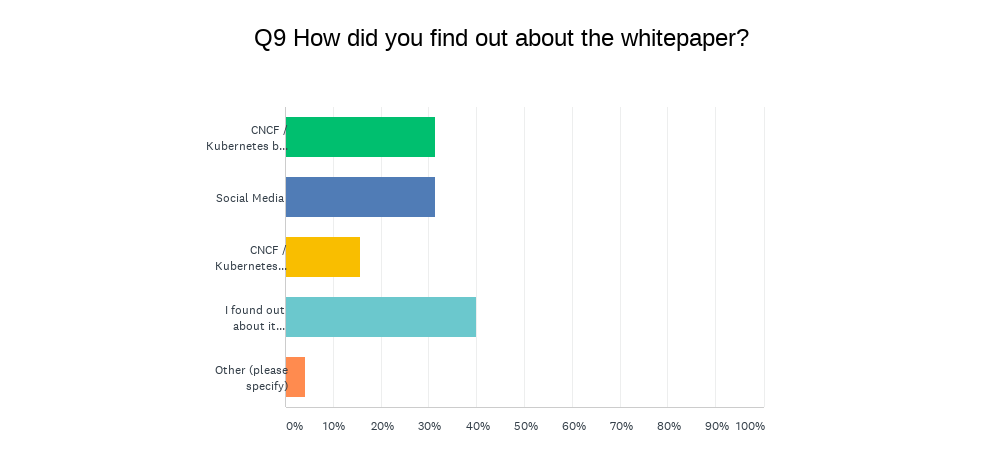 Q9 How did you find out about the whitepaper?
CNCF /
Kubernetes b...
Social Media
CNCF /
Kubernetes...
I found out
about it...
Other (please
specify)
0% 10% 20% 30% 40% 50% 60% 70% 80% 90% 100%